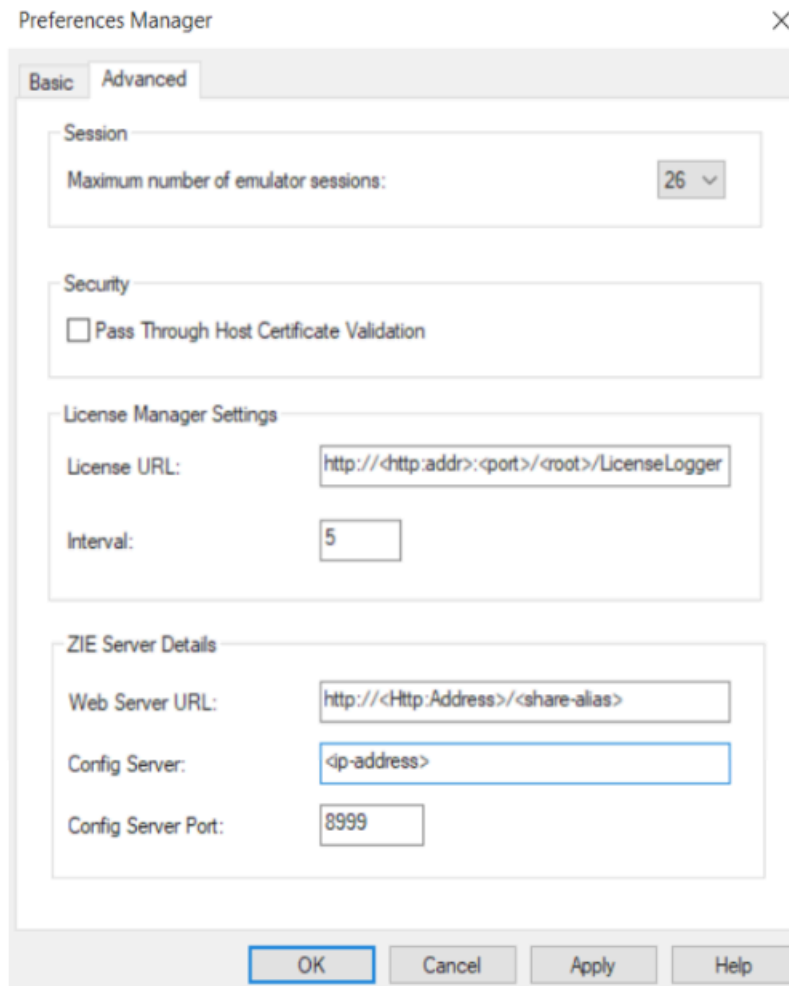 Preferences Manager
Basic Advanced
Session
Maximum number of emulator sessions: 26
Security
Pass Through Host Certificate Validation
License Manager Settings
License URL: http://<http:addr>:<port>/<root>/LicenseLogger
Interval: 5
ZIE Server Details
Web Server URL: http://<Http:Address>/<share-alias>
Config Server: <ip-address>
Config Server Port: 8999
OK Cancel Apply Help